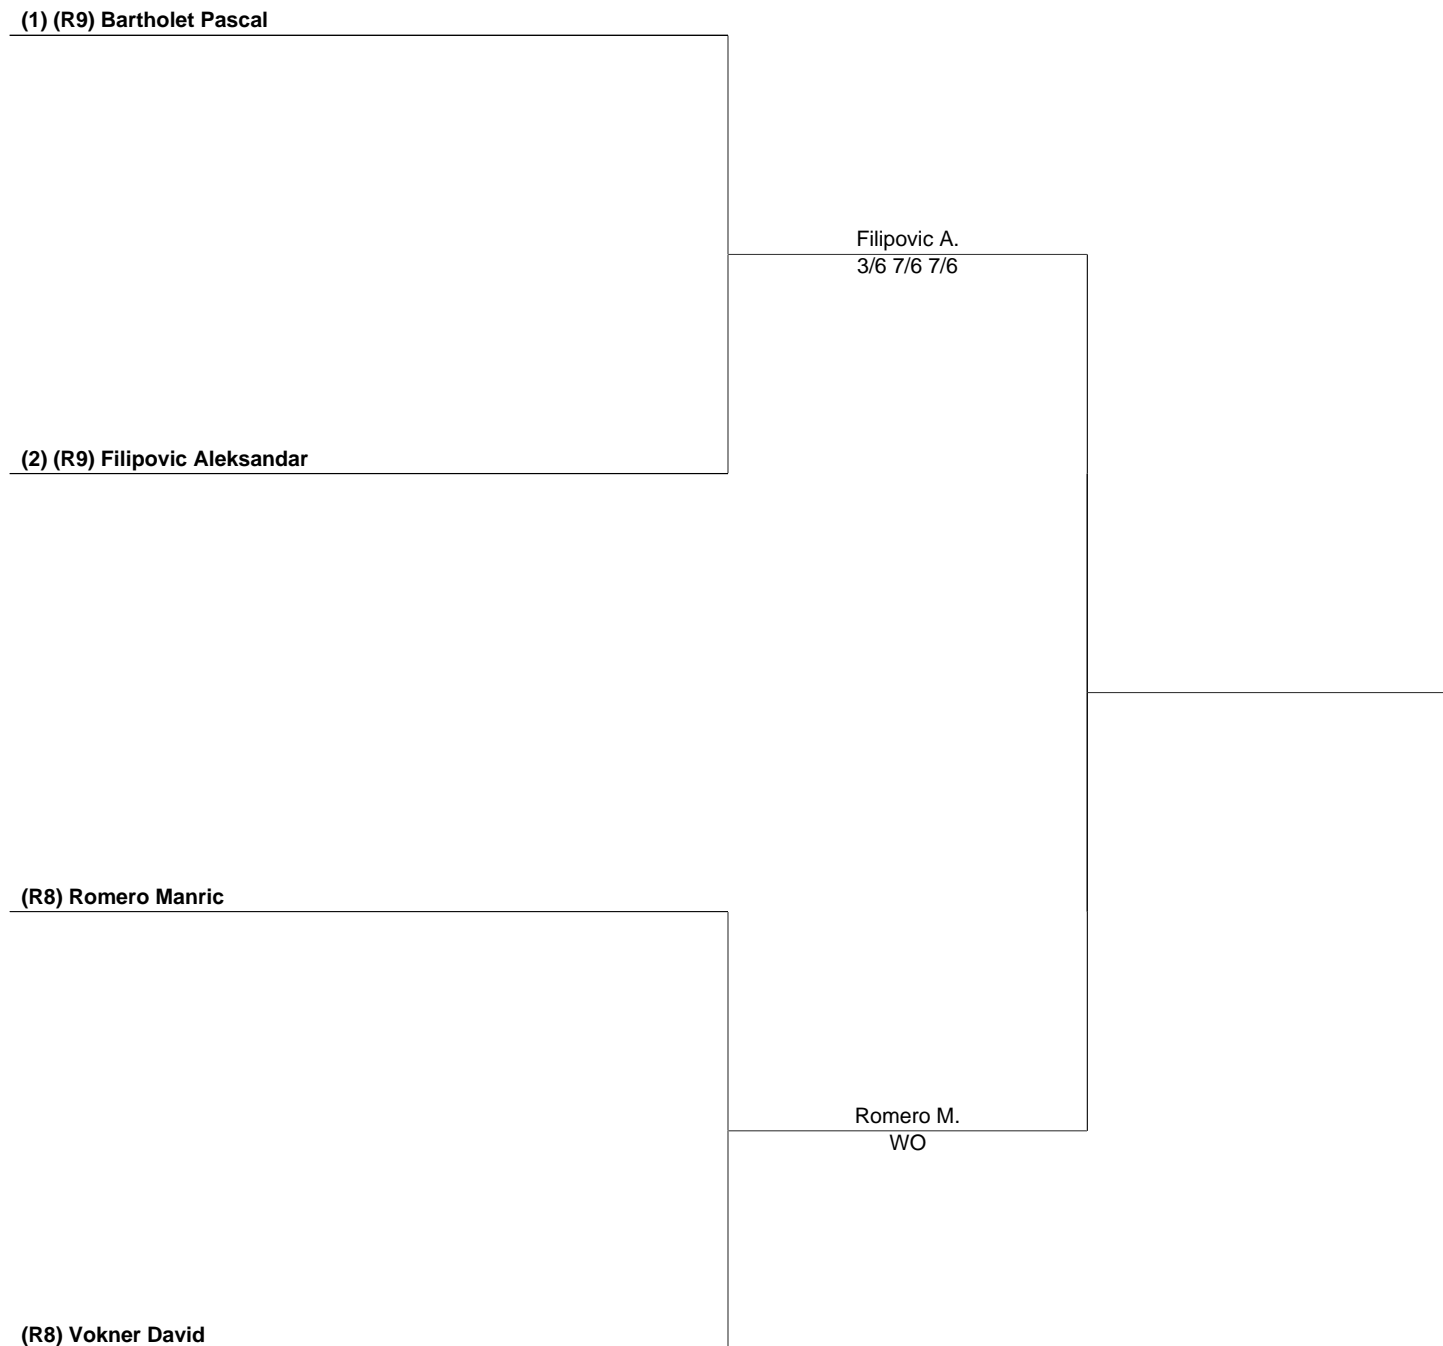 (1) (R9) Bartholet Pascal
Filipovic A.
3/6 7/6 7/6
(2) (R9) Filipovic Aleksandar
(R8) Romero Manric
Romero M.
WO
(R8) Vokner David